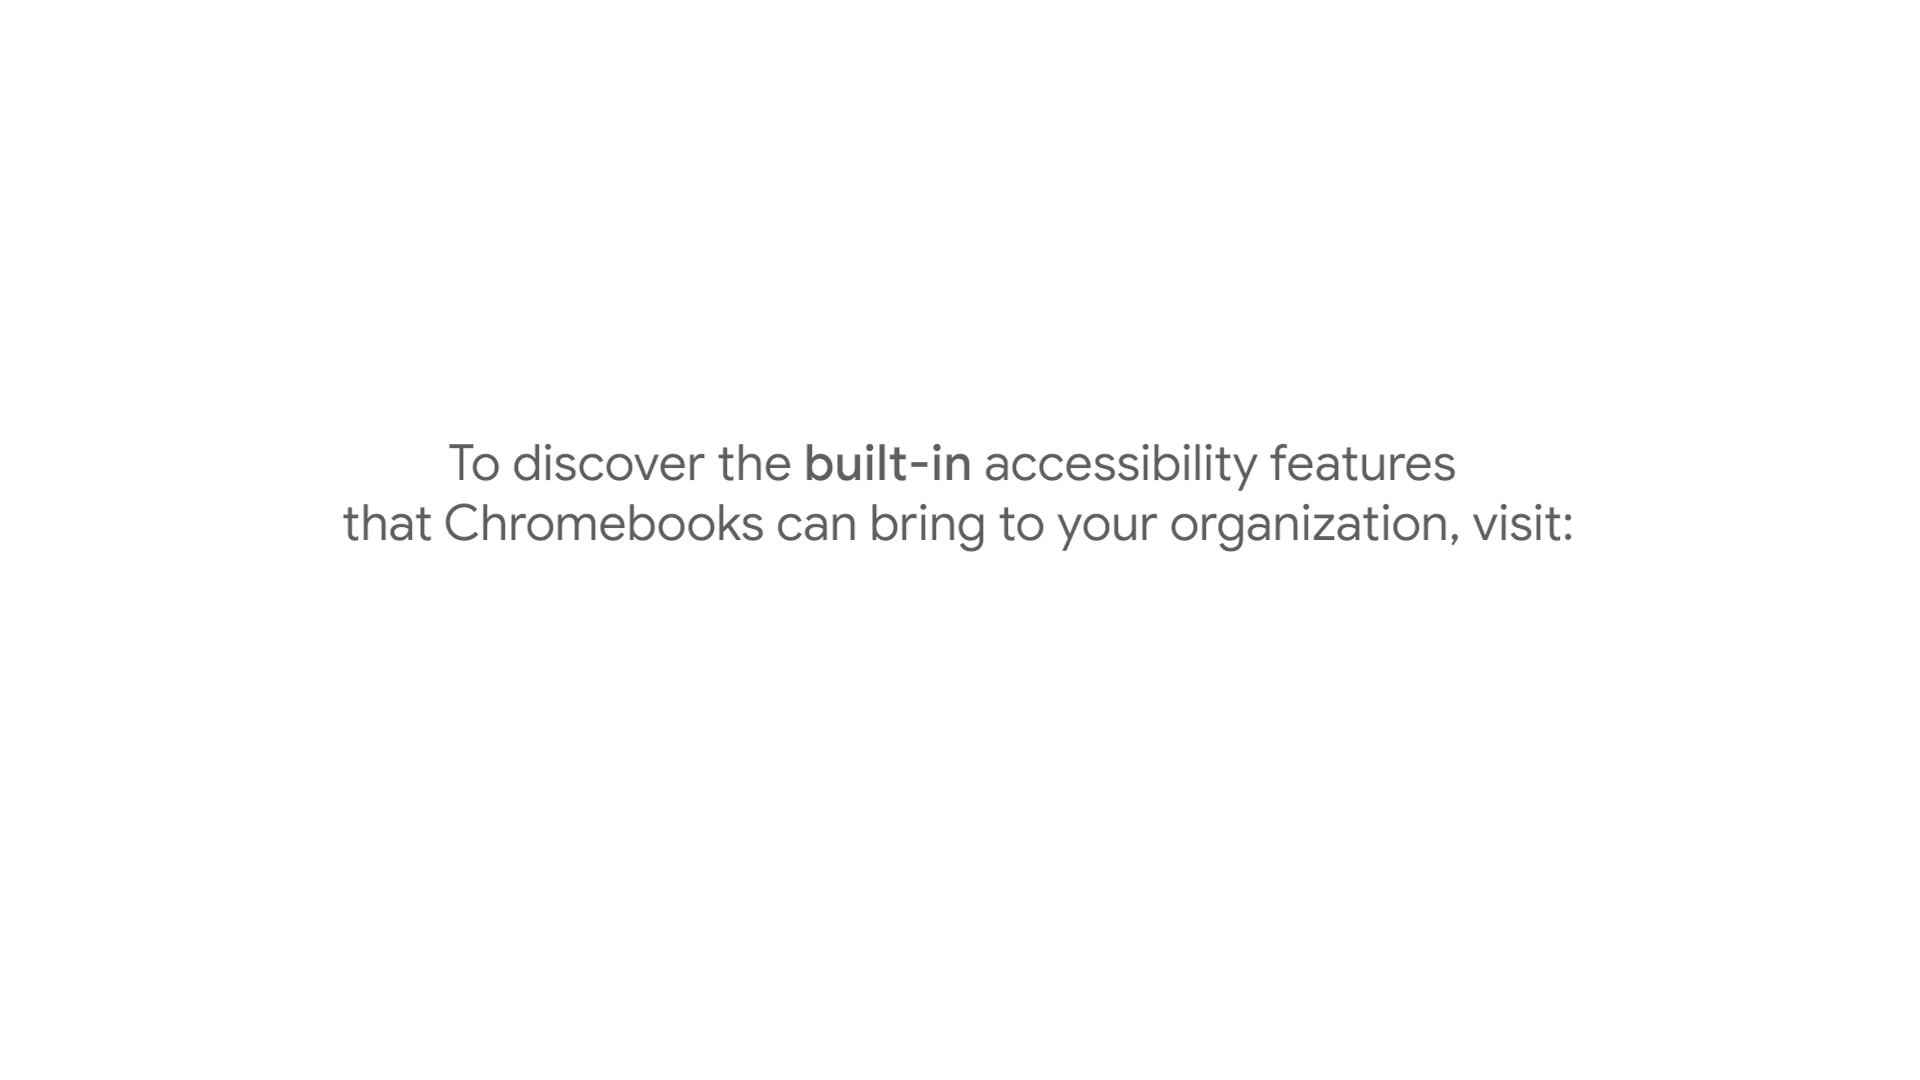 To discover the built-in accessibility features
that Chromebooks can bring to your organization, visit: